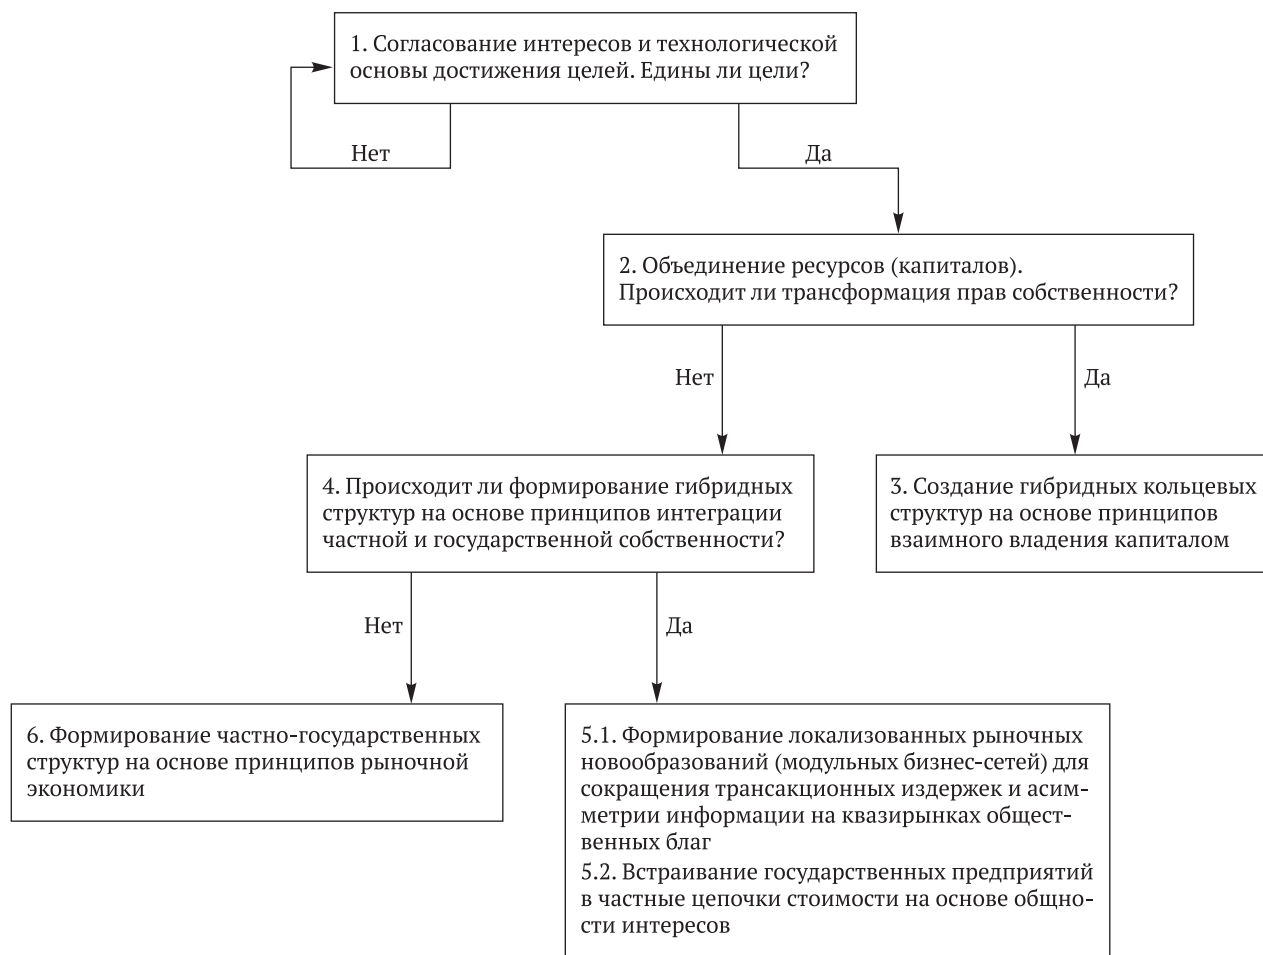 1. Согласование интересов и технологической
основы достижения целей. Едины ли цели?
Нет
Да
2. Объединение ресурсов (капиталов).
Происходит ли трансформация прав собственности?
Нет
Да
4. Происходит ли формирование гибридных
структур на основе принципов интеграции
частной и государственной собственности?
3. Создание гибридных кольцевых
структур на основе принципов
взаимного владения капиталом
Нет
Да
6. Формирование частно-государственных
структур на основе принципов рыночной
экономики
5.1. Формирование локализованных рыночных
новообразований (модульных бизнес-сетей) для
сокращения трансакционных издержек и асим-
метрии информации на квазирынках общест-
венных благ
5.2. Встраивание государственных предприятий
в частные цепочки стоимости на основе общно-
сти интересов